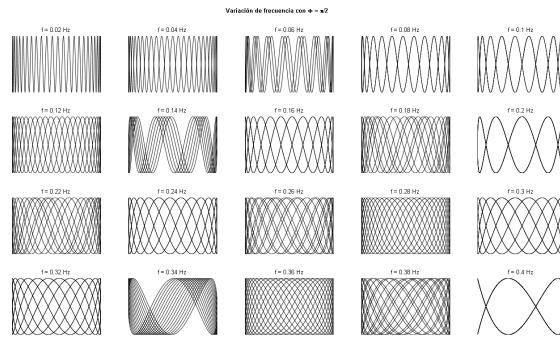 Variación de frecuencia con Φ = π/2
f = 0.02 Hz
f = 0.04 Hz
f = 0.06 Hz
f = 0.08 Hz
f = 0.1 Hz
f = 0.12 Hz
f = 0.14 Hz
f = 0.16 Hz
f = 0.18 Hz
f = 0.2 Hz
f = 0.22 Hz
f = 0.24 Hz
f = 0.26 Hz
f = 0.28 Hz
f = 0.3 Hz
f = 0.32 Hz
f = 0.34 Hz
f = 0.36 Hz
f = 0.38 Hz
f = 0.4 Hz